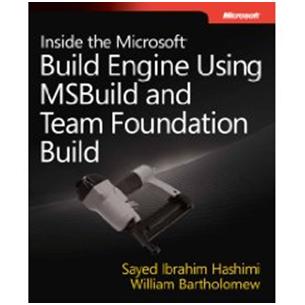 Microsoft
Inside the Microsoft
Build Engine Using
MSBuild and
Team Foundation
Build
Sayed Ibrahim Hashimi
William Bartholomew